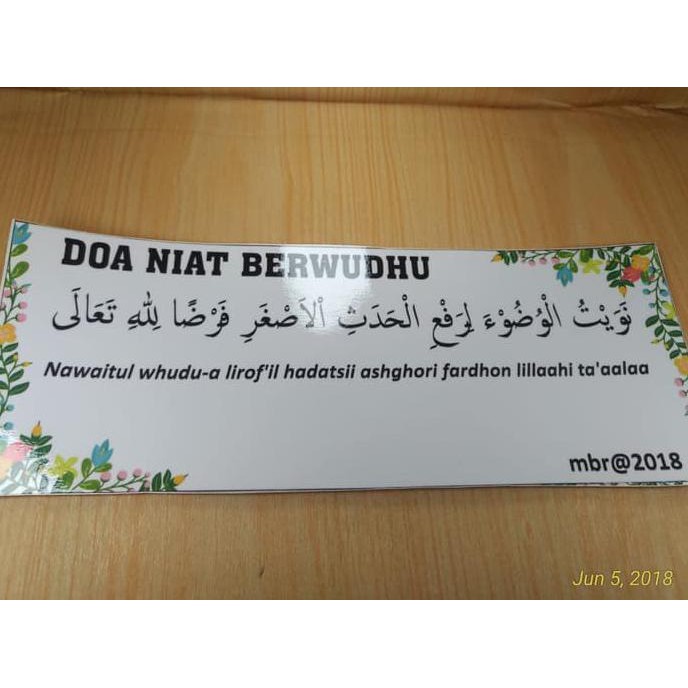 DOA NIAT BERWUDHU
نَوَيْتُ الْوُضُوْءَ لِرَفْعِ الْحَدَثِ اْلاَصْغَرِ فَرْضًا لِلّٰهِ تَعَالَى
Nawaitul whudu-a lirof'il hadatsii ashghori fardhon lillaahi ta'aalaa
mbr@2018
Jun 5, 2018